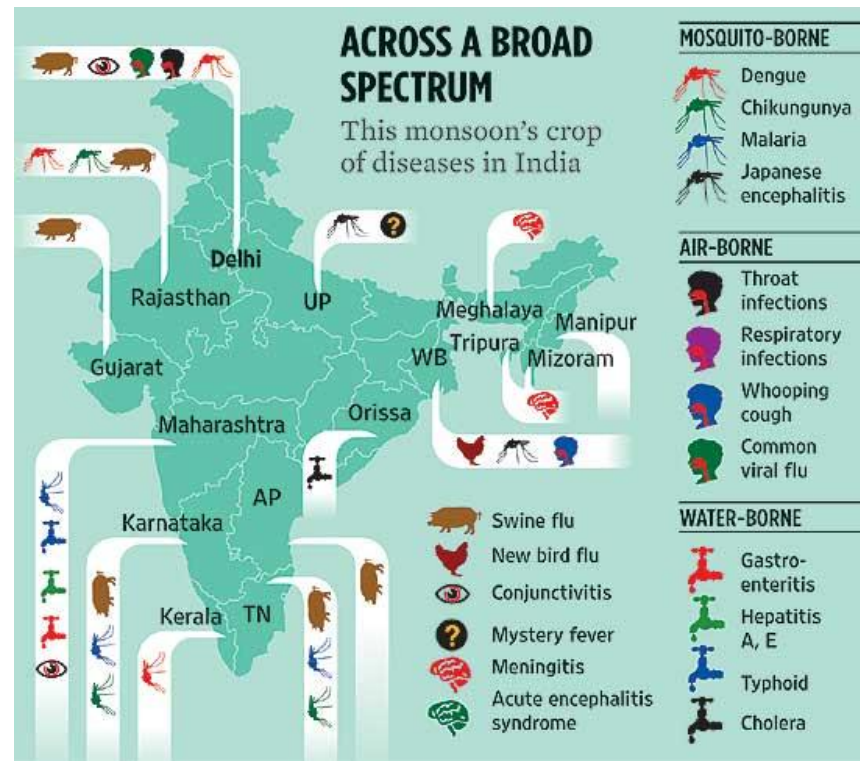 ACROSS A BROAD
SPECTRUM
This monsoon's crop
of diseases in India
Delhi
Rajasthan
UP
Gujarat
Meghalaya
Manipur
Tripura
WB
Mizoram
Maharashtra
Orissa
AP
Karnataka
Kerala
TN
?
Swine flu
New bird flu
Conjunctivitis
?
Mystery fever
Meningitis
Acute encephalitis
syndrome
MOSQUITO-BORNE
Dengue
Chikungunya
Malaria
Japanese
encephalitis
AIR-BORNE
Throat
infections
Respiratory
infections
Whooping
cough
Common
viral flu
WATER-BORNE
Gastro-
enteritis
Hepatitis
A, E
Typhoid
Cholera